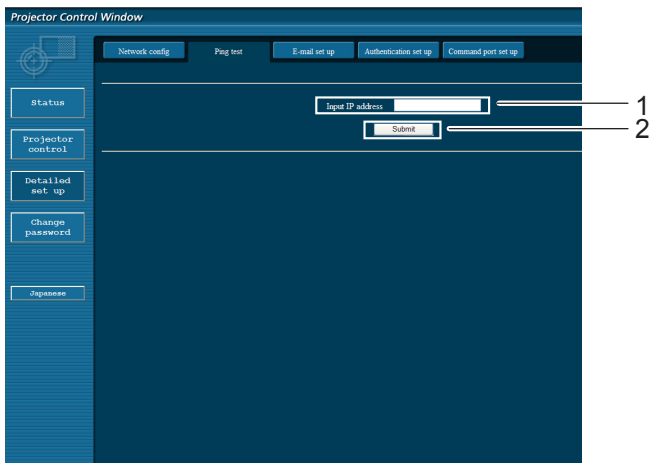 Projector Control Window
Network config
Ping test
E-mail set up
Authentication set up
Command port set up
Status
Projector
control
Detailed
set up
Change
password
Japanese
Input IP address
1
Submit
2